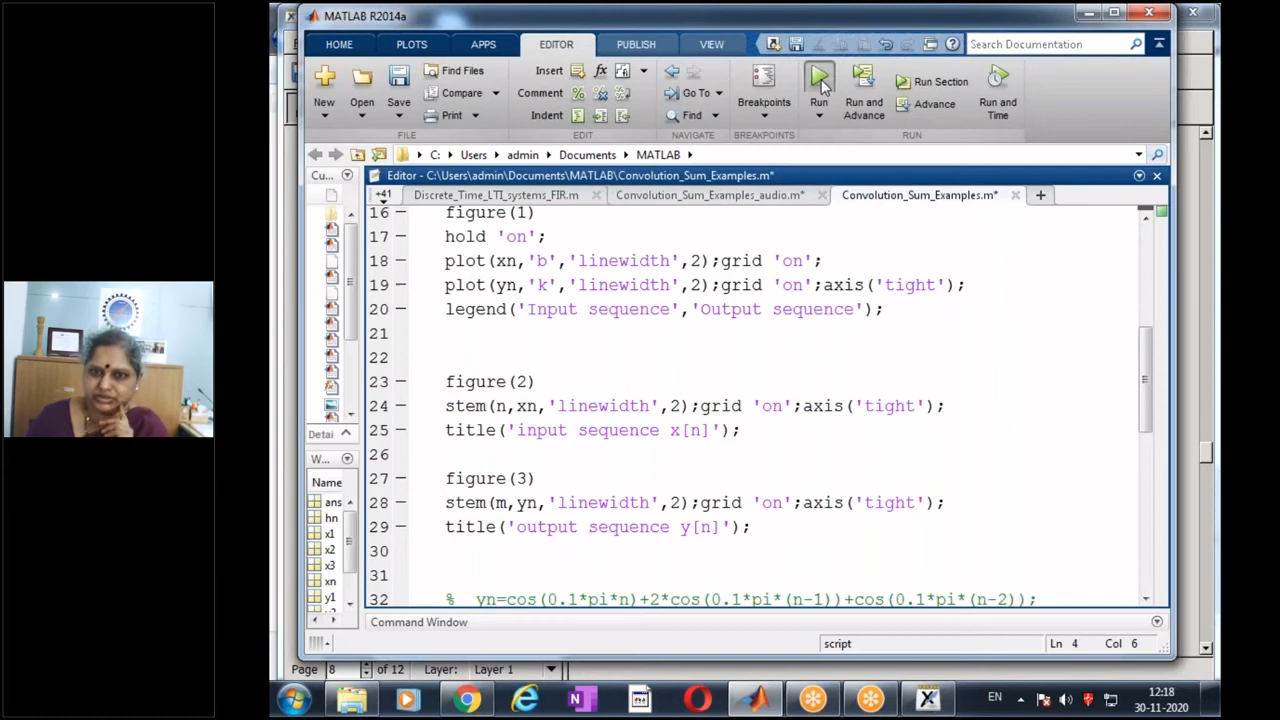 MATLAB R2014a
HOME PLOTS APPS EDITOR PUBLISH VIEW Search Documentation
New Open Save Find Files Compare Print
Insert Comment Indent
Go To Find
Breakpoints Run Run and Advance Run Section Advance Run and Time
FILE EDIT NAVIGATE BREAKPOINTS RUN
C: Users admin Documents MATLAB
Cu... Editor - C:\Users\admin\Documents\MATLAB\Convolution_Sum_Examples.m*
+41 Discrete_Time_LTI_systems_FIR.m Convolution_Sum_Examples_audio.m* Convolution_Sum_Examples.m*
16 figure(1)
17 hold 'on';
18 plot(xn,'b','linewidth',2);grid 'on';
19 plot(yn,'k','linewidth',2);grid 'on';axis('tight');
20 legend('Input sequence','Output sequence');
21
22
23 figure(2)
24 stem(n,xn,'linewidth',2);grid 'on';axis('tight');
25 title('input sequence x[n]');
26
27 figure(3)
28 stem(m,yn,'linewidth',2);grid 'on';axis('tight');
29 title('output sequence y[n]');
30
31
32 % yn=cos(0.1*pi*n)+2*cos(0.1*pi*(n-1))+cos(0.1*pi*(n-2));
Detai
W...
Name
ans
hn
x1
x2
x3
xn
y1
Command Window
script Ln 4 Col 6
Page 8 of 12 Layer: Layer 1
EN 12:18
30-11-2020